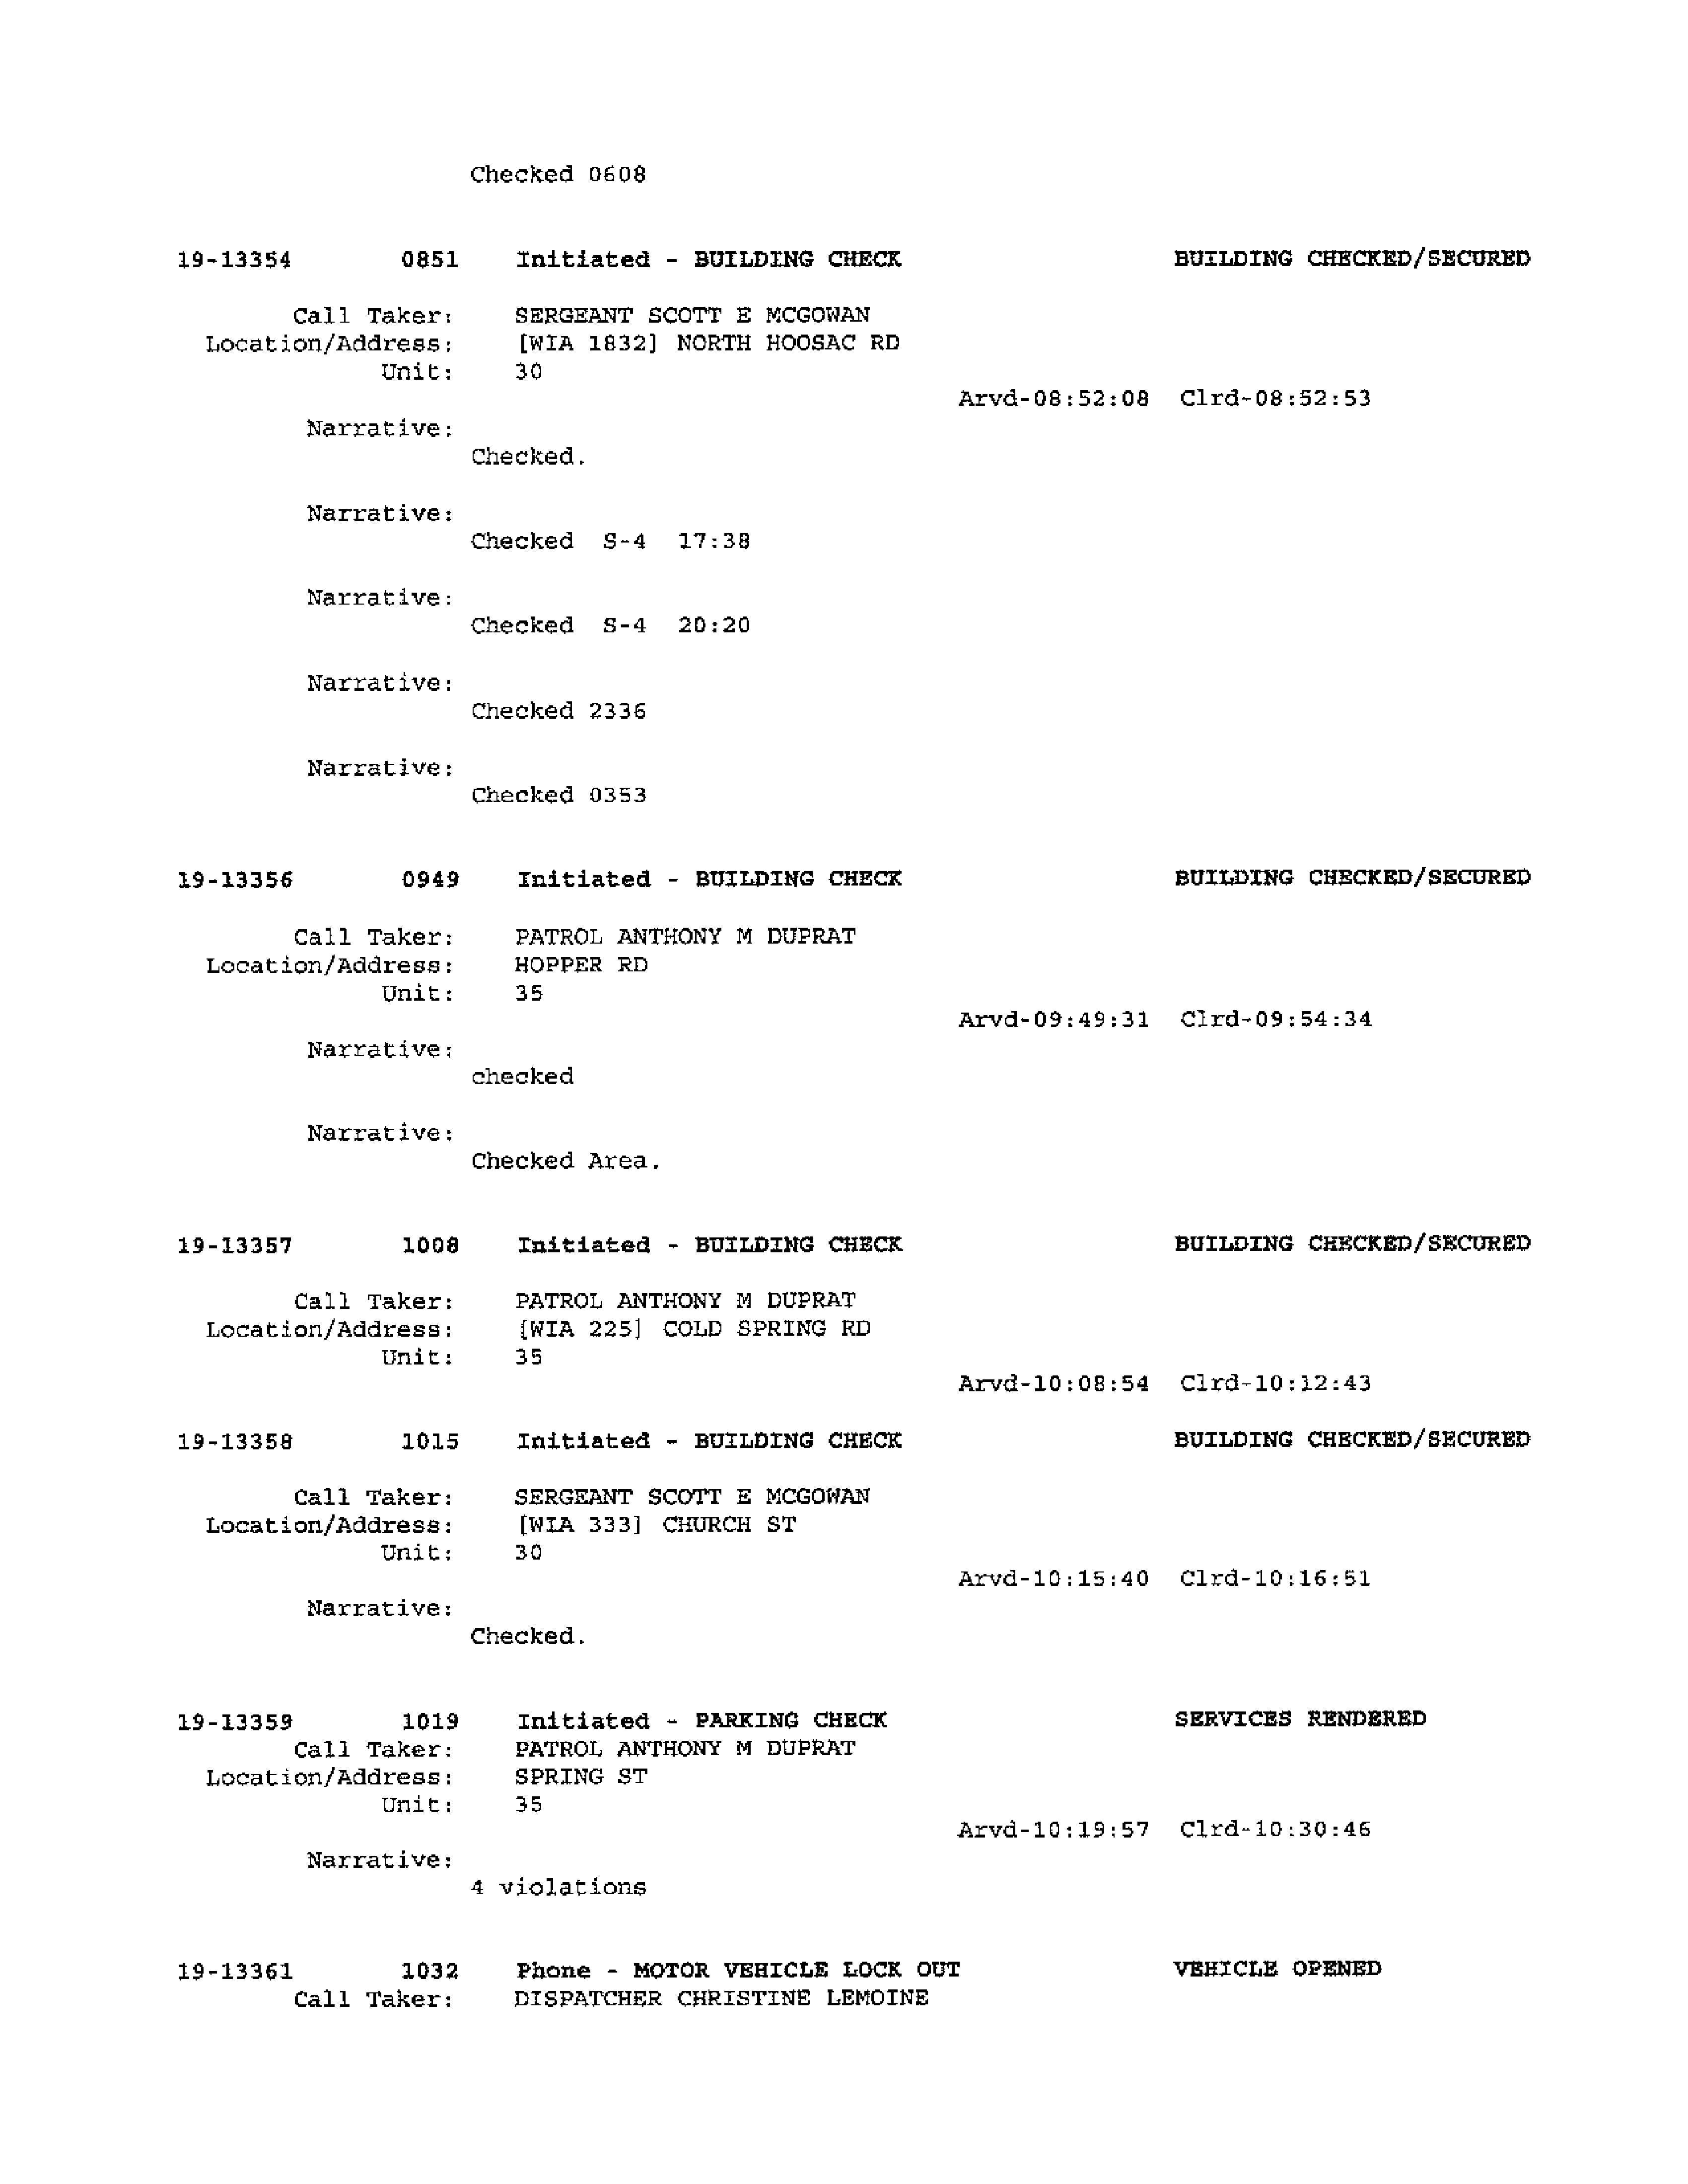 Checked 0608
19-13354 0851 Initiated - BUILDING CHECK BUILDING CHECKED/SECURED
Call Taker: SERGEANT SCOTT E MCGOWAN
Location/Address: [WIA 1832] NORTH HOOSAC RD
Unit: 30
Arvd-08:52:08 Clrd-08:52:53
Narrative:
Checked.
Narrative:
Checked S-4 17:38
Narrative:
Checked S-4 20:20
Narrative:
Checked 2336
Narrative:
Checked 0353
19-13356 0949 Initiated - BUILDING CHECK BUILDING CHECKED/SECURED
Call Taker: PATROL ANTHONY M DUPRAT
Location/Address: HOPPER RD
Unit: 35
Arvd-09:49:31 Clrd-09:54:34
Narrative:
checked
Narrative:
Checked Area.
19-13357 1008 Initiated - BUILDING CHECK BUILDING CHECKED/SECURED
Call Taker: PATROL ANTHONY M DUPRAT
Location/Address: [WIA 225] COLD SPRING RD
Unit: 35
Arvd-10:08:54 Clrd-10:12:43
19-13358 1015 Initiated - BUILDING CHECK BUILDING CHECKED/SECURED
Call Taker: SERGEANT SCOTT E MCGOWAN
Location/Address: [WIA 333] CHURCH ST
Unit: 30
Arvd-10:15:40 Clrd-10:16:51
Narrative:
Checked.
19-13359 1019 Initiated - PARKING CHECK SERVICES RENDERED
Call Taker: PATROL ANTHONY M DUPRAT
Location/Address: SPRING ST
Unit: 35
Arvd-10:19:57 Clrd-10:30:46
Narrative:
4 violations
19-13361 1032 Phone - MOTOR VEHICLE LOCK OUT VEHICLE OPENED
Call Taker: DISPATCHER CHRISTINE LEMOINE